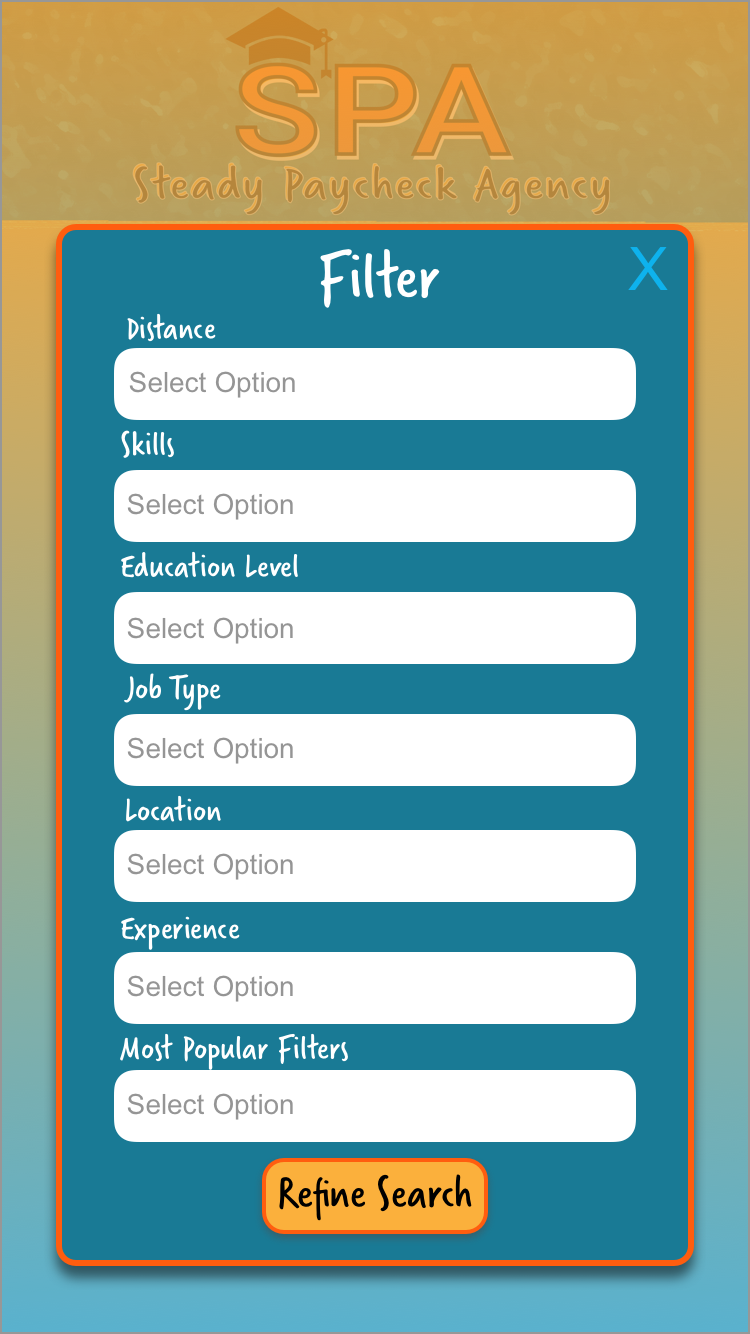 SPA
Steady Paycheck Agency
Filter
X
Distance
Select Option
Skills
Select Option
Education Level
Select Option
Job Type
Select Option
Location
Select Option
Experience
Select Option
Most Popular Filters
Select Option
Refine Search